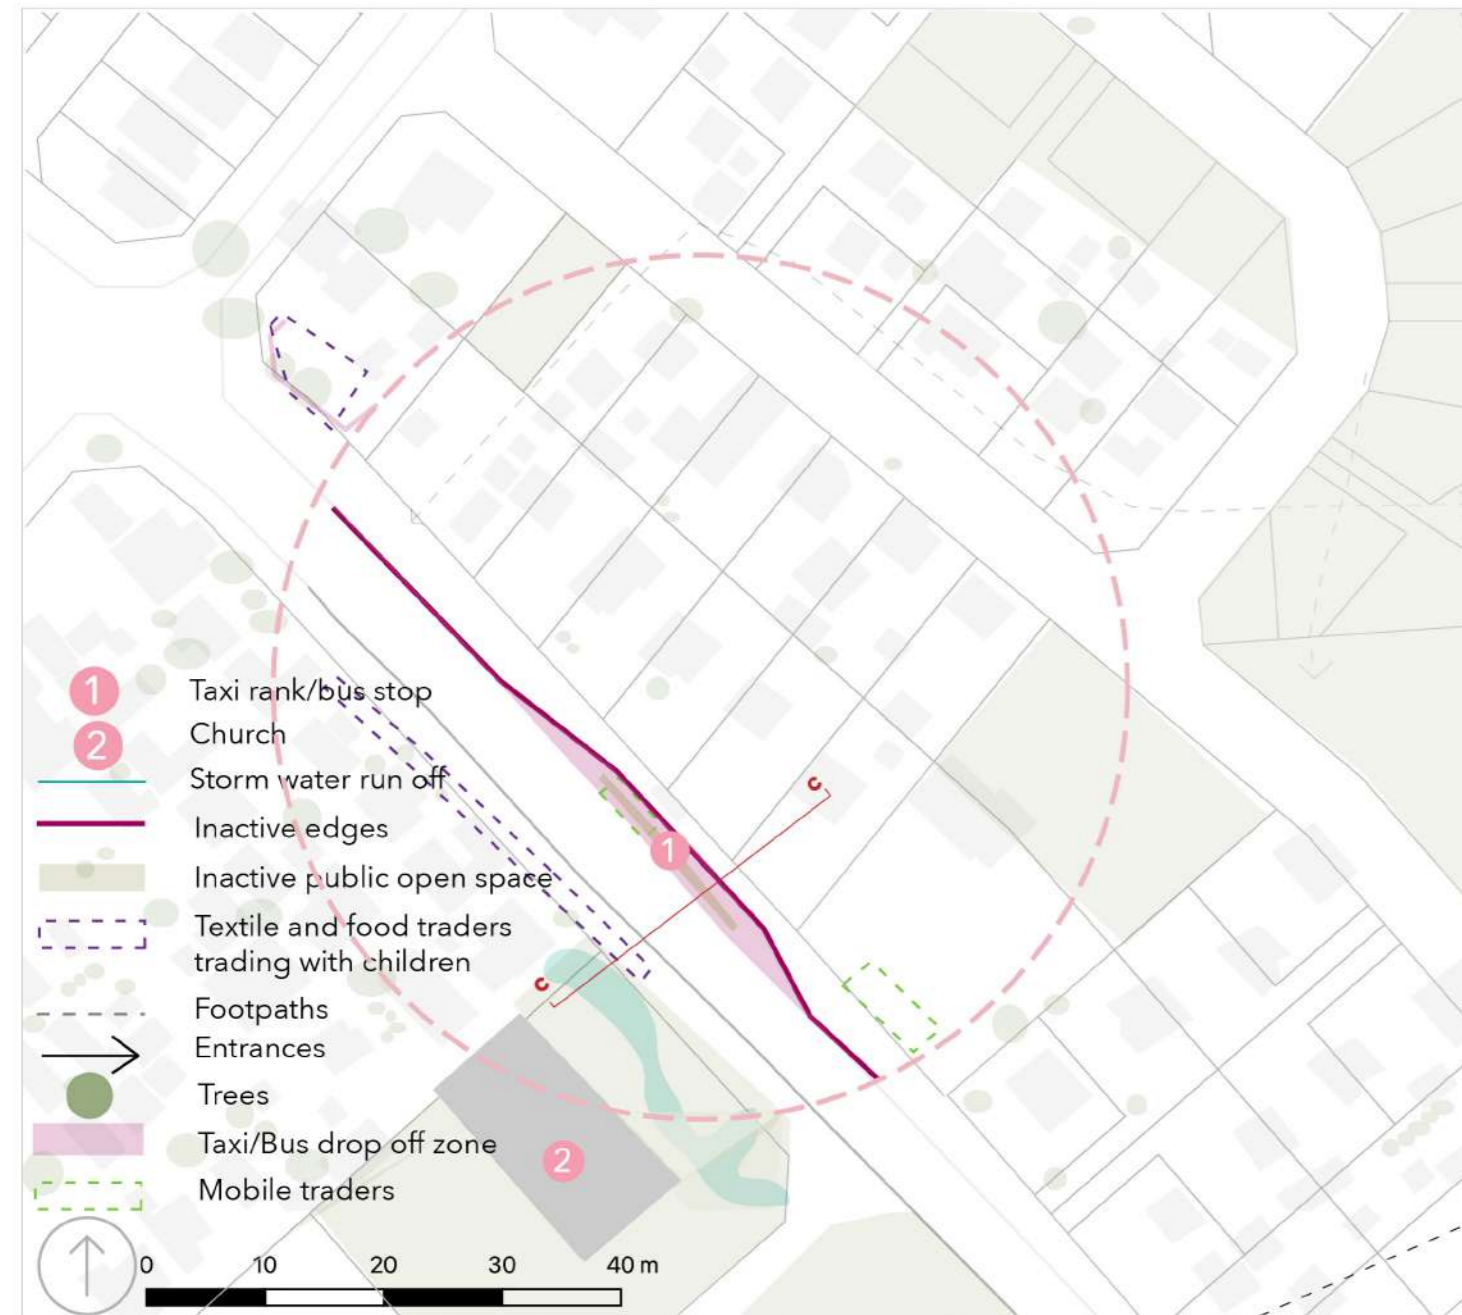 C
1
C
2
1 Taxi rank/bus stop
2 Church
Storm water run off
Inactive edges
Inactive public open space
Textile and food traders
trading with children
Footpaths
Entrances
Trees
Taxi/Bus drop off zone
Mobile traders
0 10 20 30 40 m